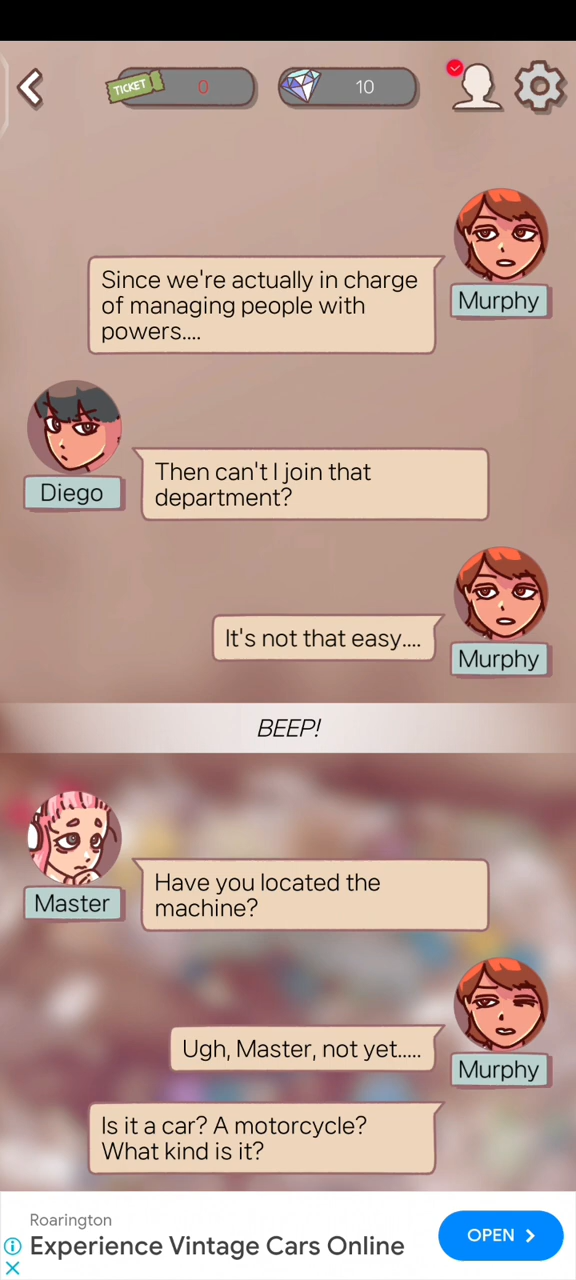 TICKET
0
10
Since we're actually in charge
of managing people with
powers....
Murphy
Then can't I join that
department?
Diego
It's not that easy....
Murphy
BEEP!
Have you located the
machine?
Master
Ugh, Master, not yet.....
Murphy
Is it a car? A motorcycle?
What kind is it?
Roarington
Experience Vintage Cars Online
OPEN